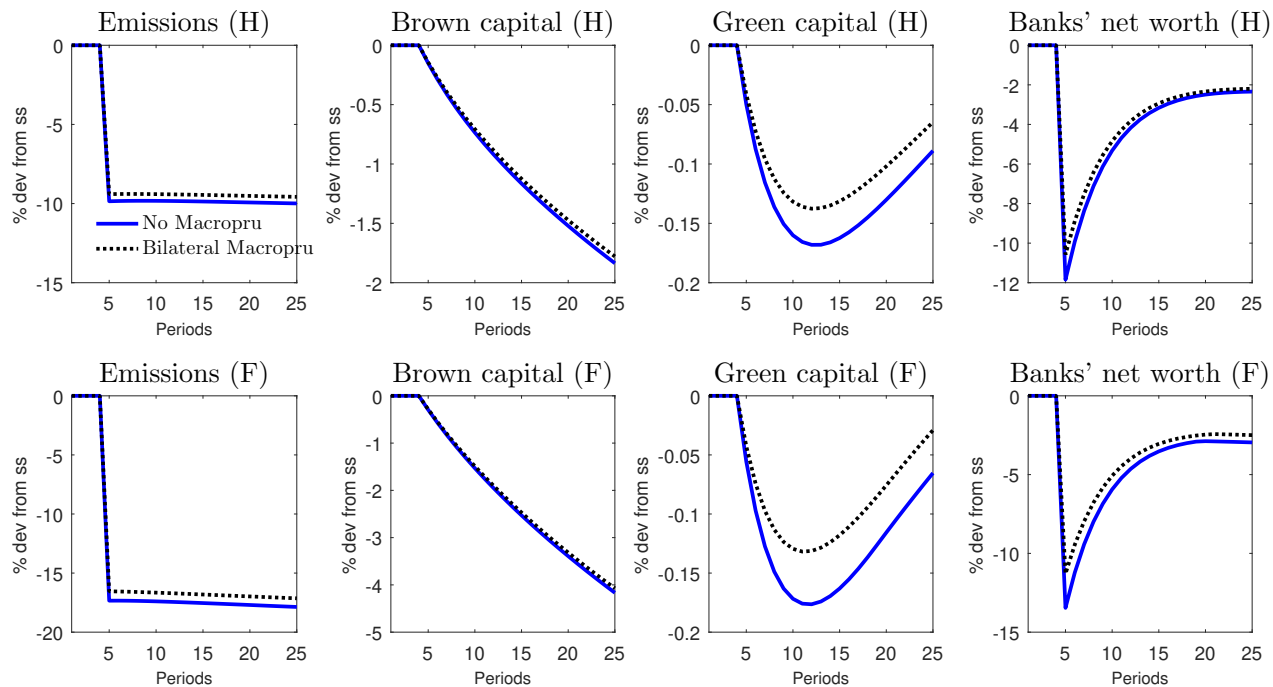 Emissions (H)
Brown capital (H)
Green capital (H)
Banks' net worth (H)
% dev from ss
0
-5
-10
-15
No Macropru
Bilateral Macropru
5 10 15 20 25
Periods
% dev from ss
0
-0.5
-1
-1.5
-2
5 10 15 20 25
Periods
% dev from ss
0
-0.05
-0.1
-0.15
-0.2
5 10 15 20 25
Periods
% dev from ss
0
-2
-4
-6
-8
-10
-12
5 10 15 20 25
Periods
Emissions (F)
Brown capital (F)
Green capital (F)
Banks' net worth (F)
% dev from ss
0
-5
-10
-15
-20
5 10 15 20 25
Periods
% dev from ss
0
-1
-2
-3
-4
-5
5 10 15 20 25
Periods
% dev from ss
0
-0.05
-0.1
-0.15
-0.2
5 10 15 20 25
Periods
% dev from ss
0
-5
-10
-15
5 10 15 20 25
Periods